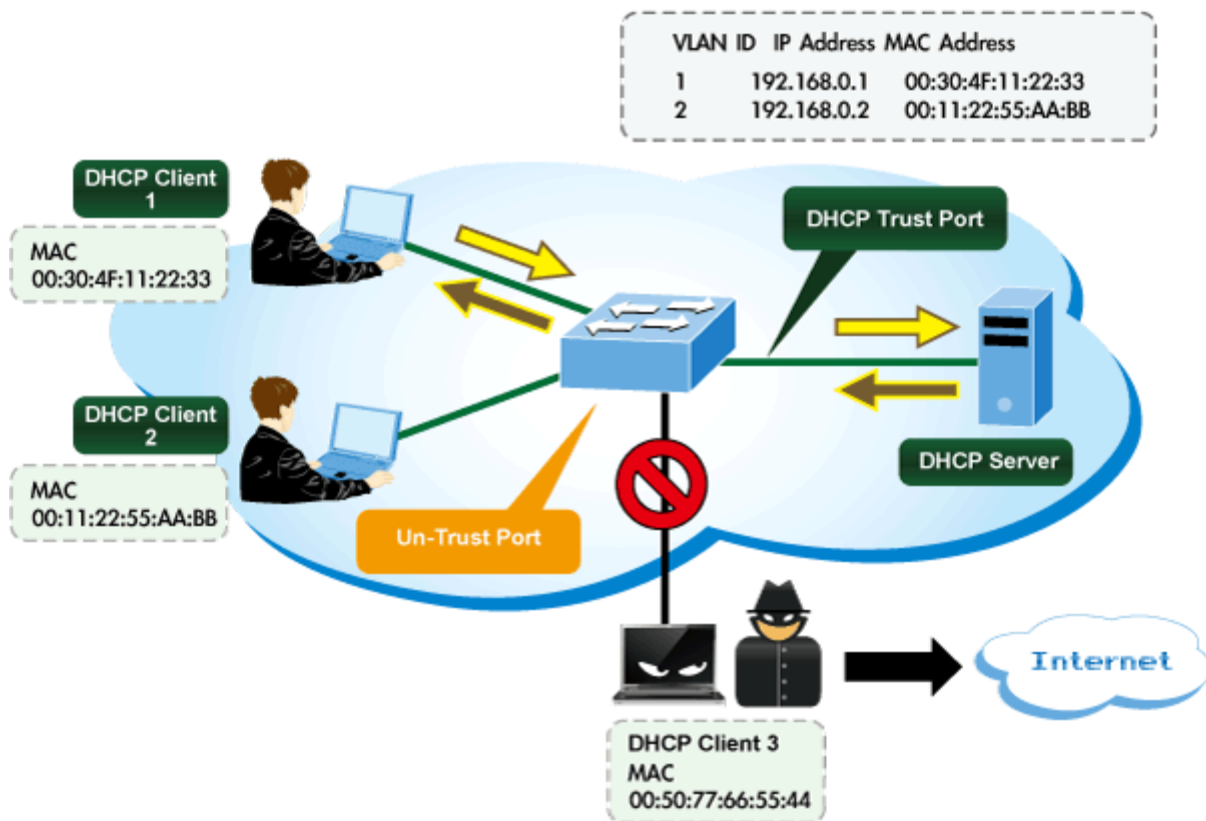 VLAN ID IP Address MAC Address
1 192.168.0.1 00:30:4F:11:22:33
2 192.168.0.2 00:11:22:55:AA:BB
DHCP Client
1
MAC
00:30:4F:11:22:33
DHCP Trust Port
DHCP Client
2
MAC
00:11:22:55:AA:BB
DHCP Server
Un-Trust Port
Internet
DHCP Client 3
MAC
00:50:77:66:55:44